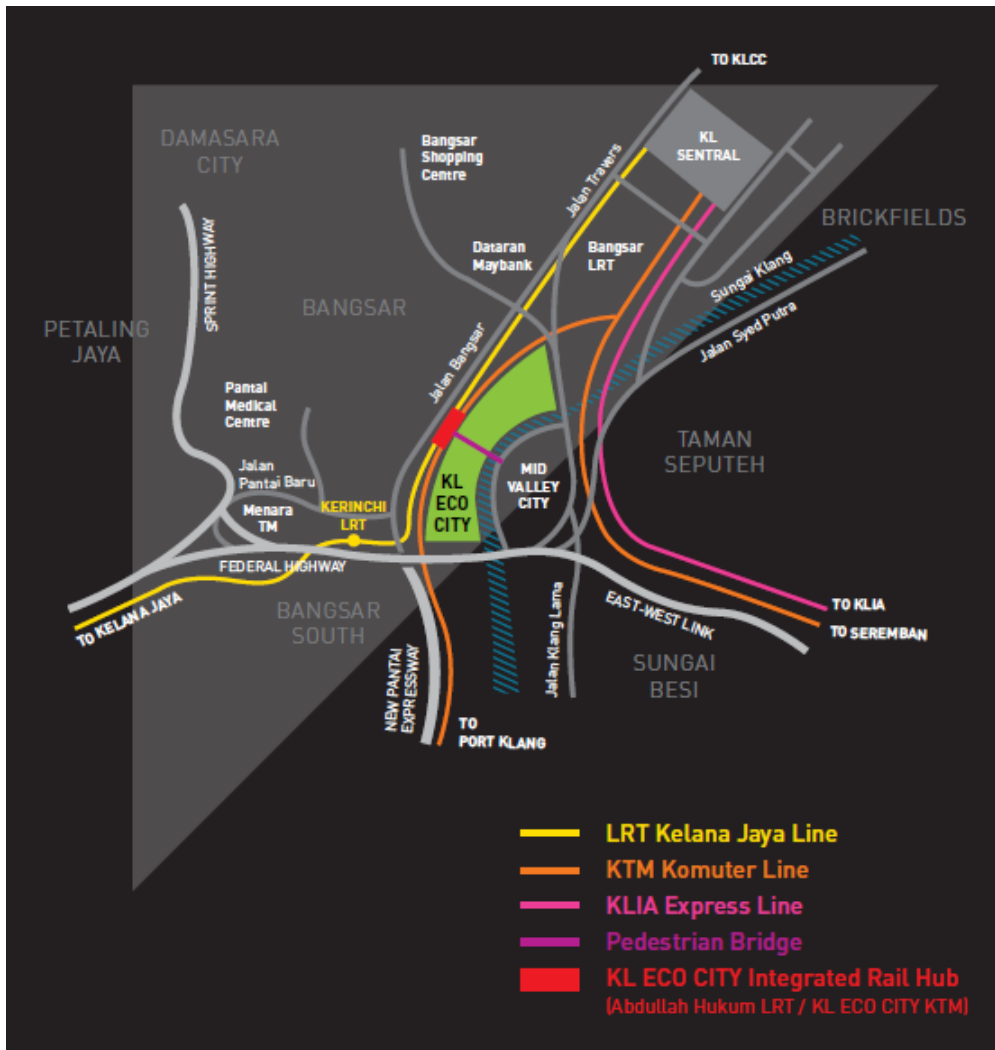 TO KLCC
DAMASARA
CITY
Bangsar
Shopping
Centre
KL
SENTRAL
Jalan Travers
BRICKFIELDS
SPRINT HIGHWAY
Dataran
Maybank
Bangsar
LRT
Sungai Klang
BANGSAR
PETALING
JAYA
Jalan Syed Putra
Jalan Bangsar
Pantai
Medical
Centre
TAMAN
SEPUTEH
Jalan
Pantai Baru
MID
VALLEY
CITY
KL
ECO
CITY
KERINCHI
LRT
Menara
TM
FEDERAL HIGHWAY
TO KELANA JAYA
BANGSAR
SOUTH
EAST-WEST LINK
TO KLIA
TO SEREMBAN
Jalan Klang Lama
SUNGAI
BESI
NEW PANTAI
EXPRESSWAY
TO
PORT KLANG
LRT Kelana Jaya Line
KTM Komuter Line
KLIA Express Line
Pedestrian Bridge
KL ECO CITY Integrated Rail Hub
(Abdullah Hukum LRT / KL ECO CITY KTM)